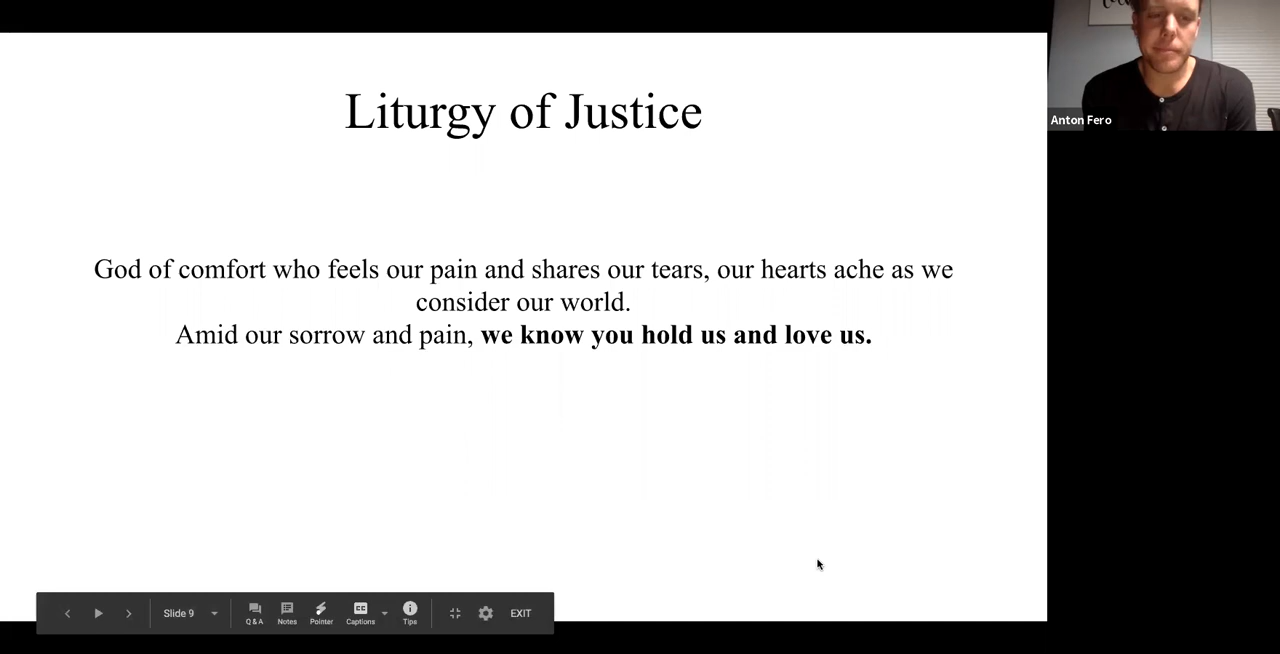 Liturgy of Justice
Anton Fero
God of comfort who feels our pain and shares our tears, our hearts ache as we
consider our world.
Amid our sorrow and pain, we know you hold us and love us.
Slide 9
Q & A
Notes
Pointer
CC
Captions
Tips
EXIT